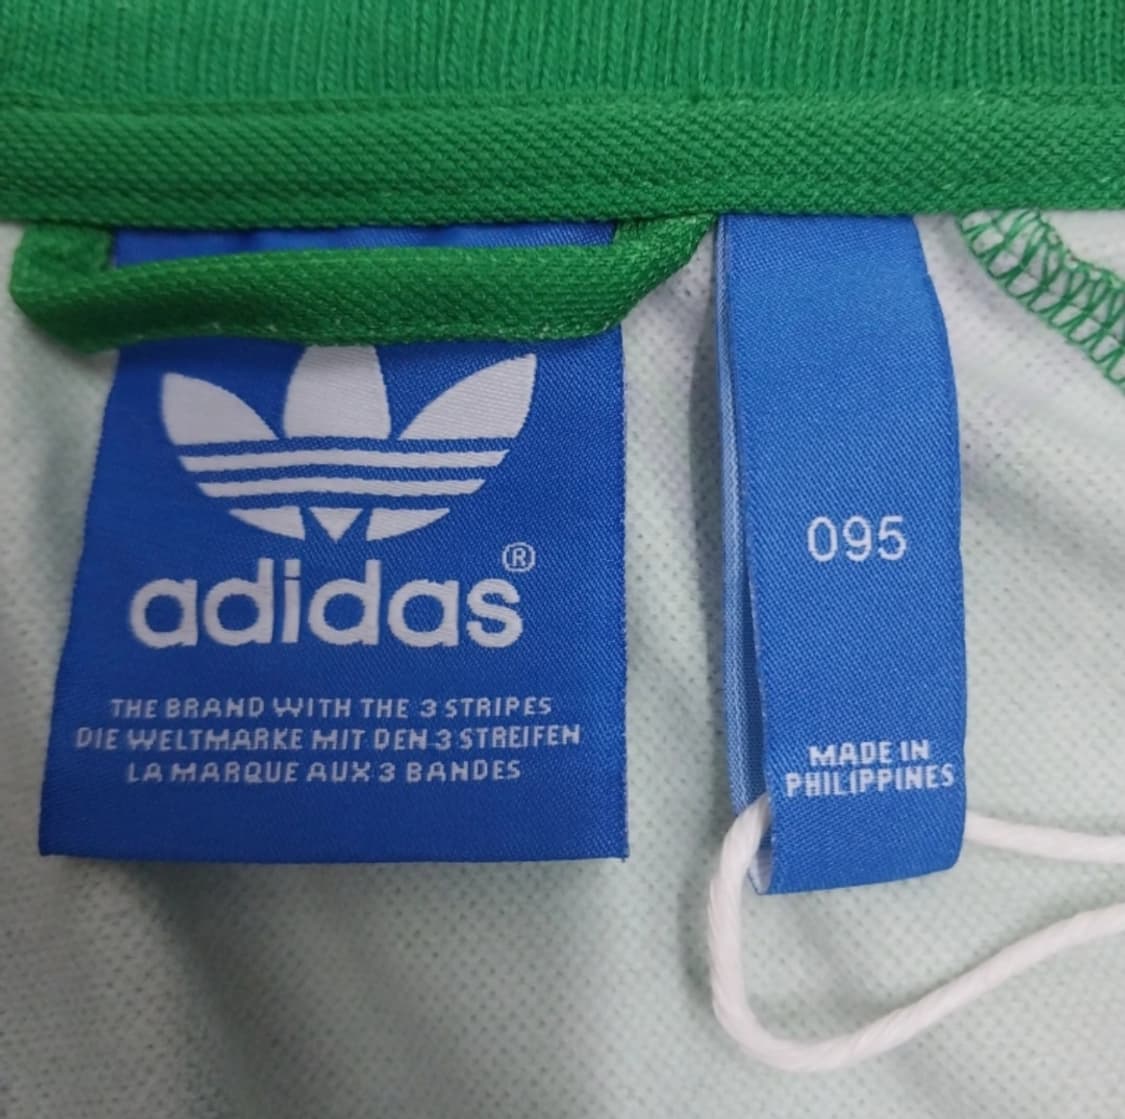 adidas®
THE BRAND WITH THE 3 STRIPES
DIE WELTMARKE MIT DEN 3 STREIFEN
LA MARQUE AUX 3 BANDES
095
MADE IN
PHILIPPINES